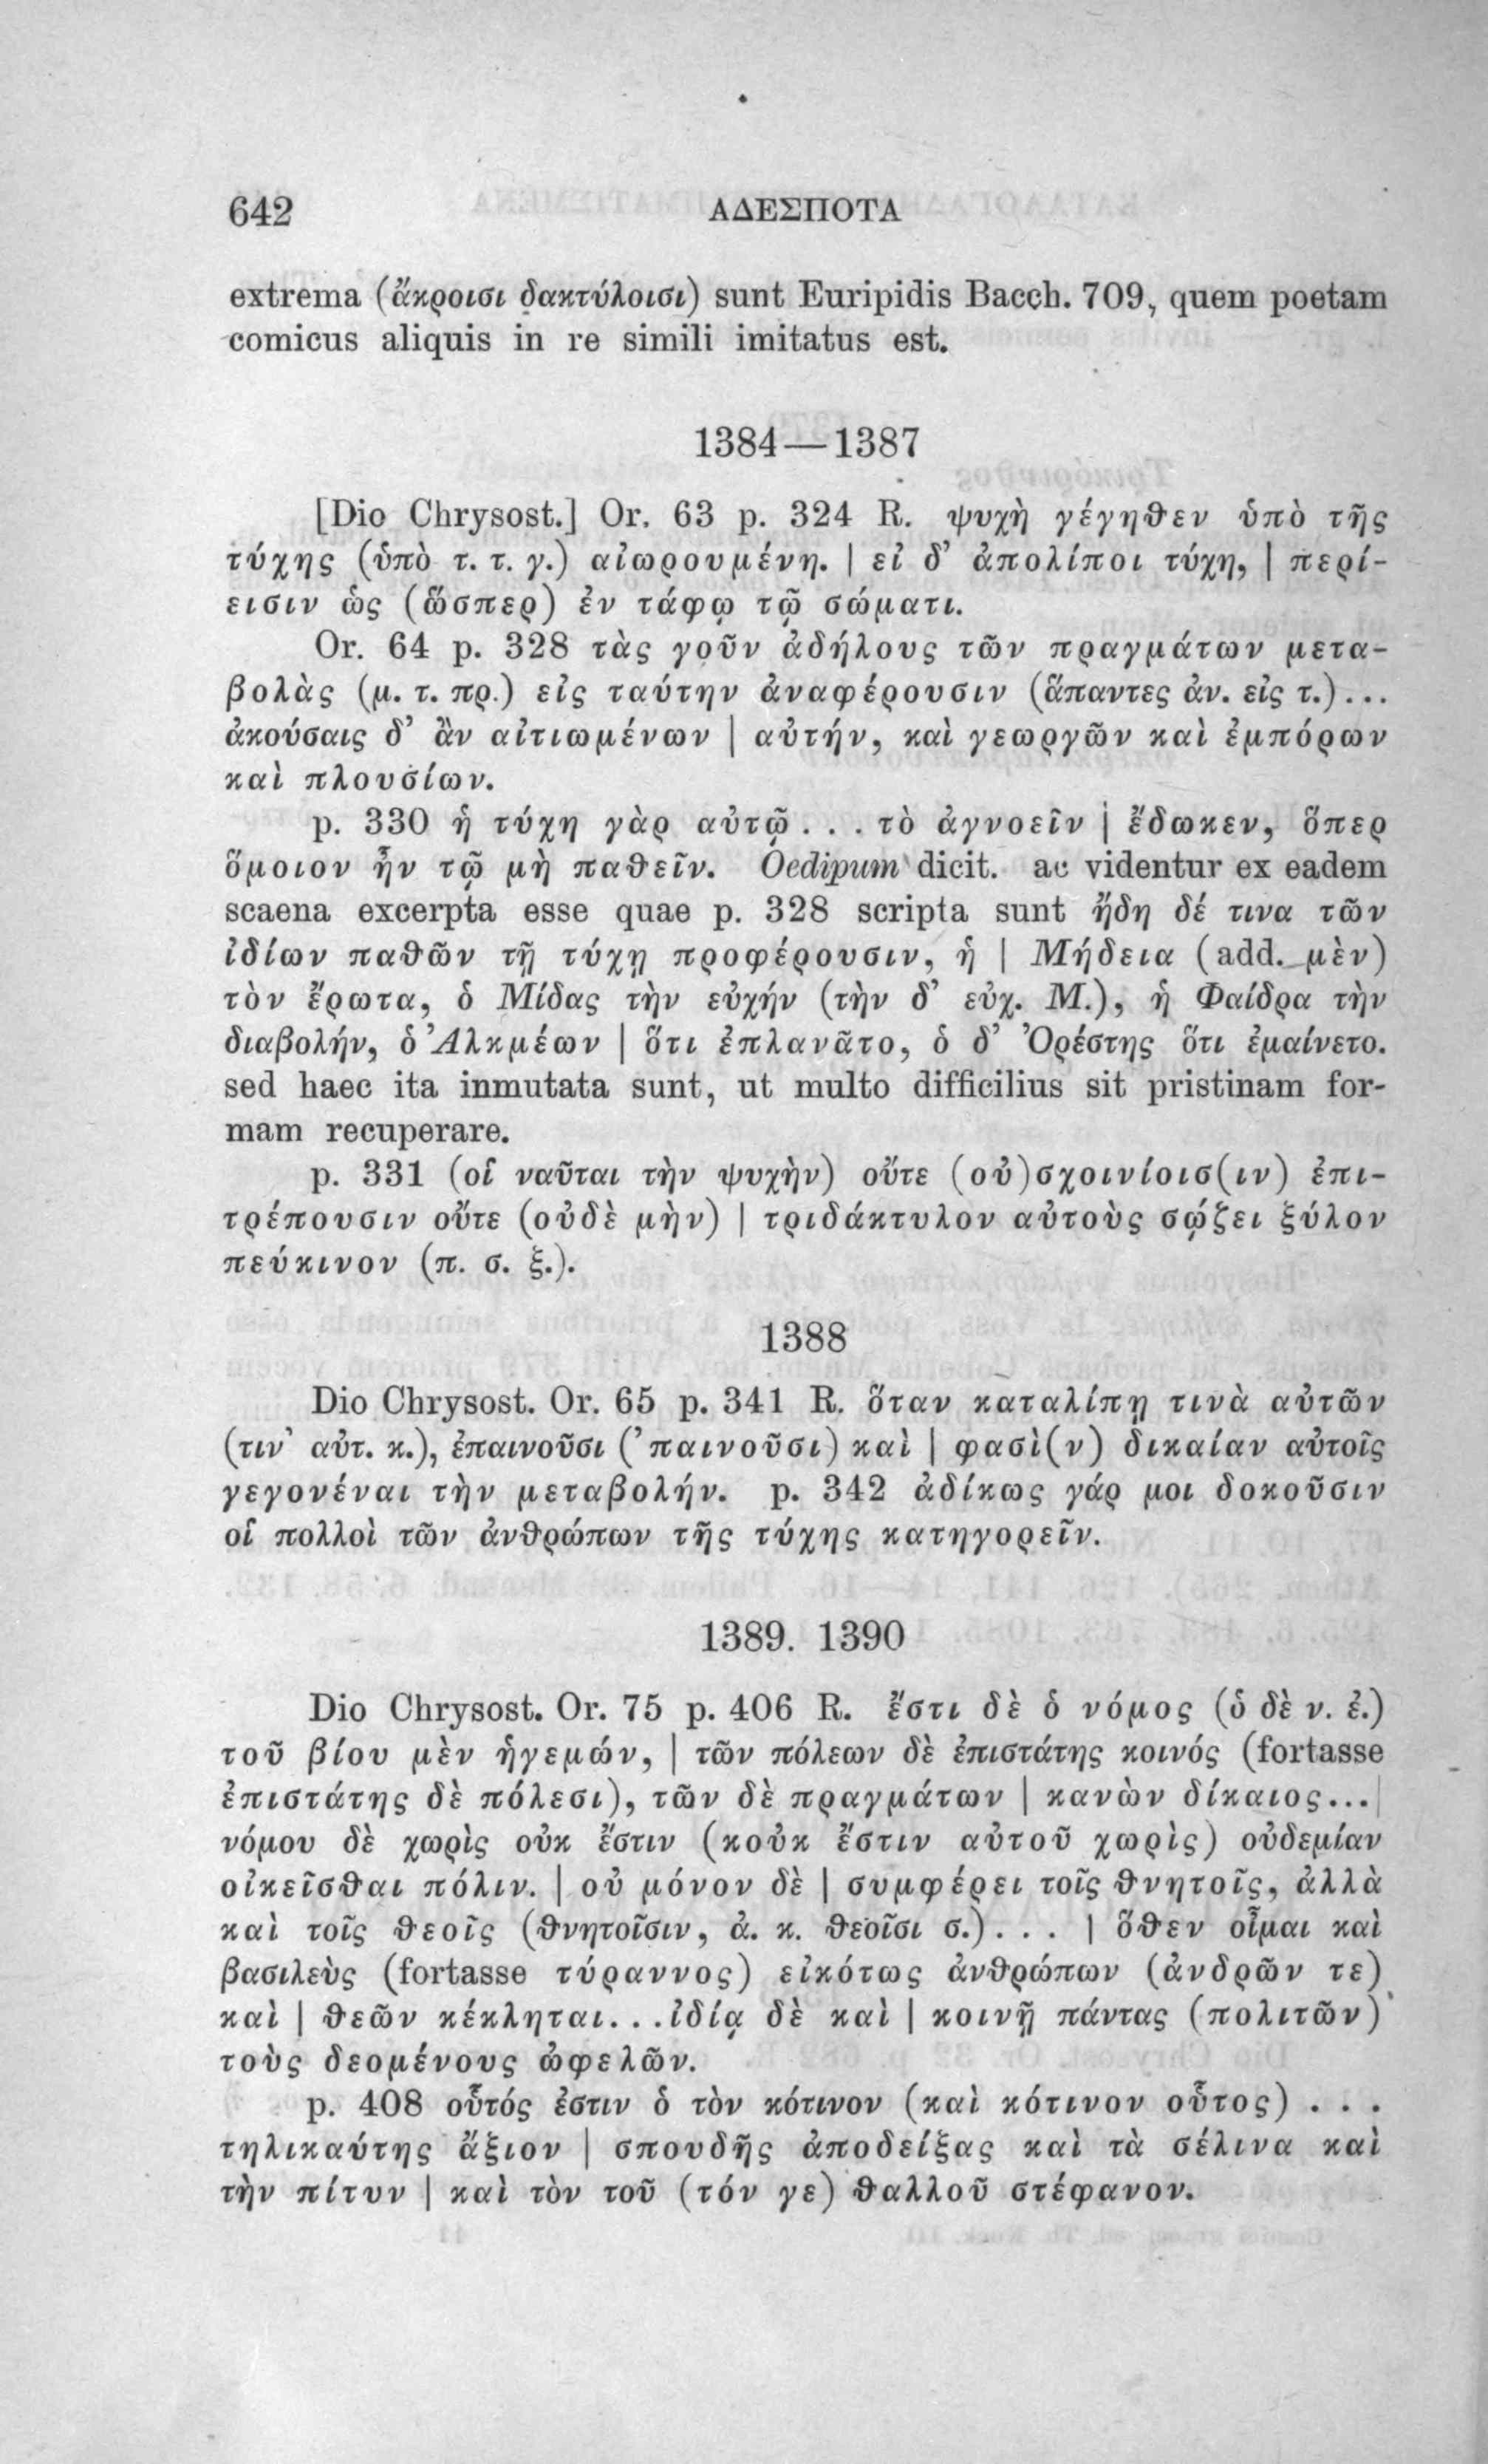 642 ΑΔΕΣΠΟΤΑ
extrema (ἄκροισι δακτύλοισι) sunt Euripidis Bacch. 709, quem poetam
comicus aliquis in re simili imitatus est.
1384—1387
[Dio Chrysost.] Or. 63 p. 324 R. ψυχὴ γέγηθεν ὑπὸ τῆς
τύχης (ὑπὸ τ. τ. γ.) αἰωρουμένη. | εἰ δ’ ἀπολίποι τύχη, | περί-
εισιν ὡς (ὥσπερ) ἐν τάφῳ τῷ σώματι.
Or. 64 p. 328 τὰς γοῦν ἀδήλους τῶν πραγμάτων μετα-
βολὰς (μ. τ. πρ.) εἰς ταύτην ἀναφέρουσιν (ἅπαντες ἀν. εἰς τ.)...
ἀκούσαις δ’ ἂν αἰτιωμένων | αὐτήν, καὶ γεωργῶν καὶ ἐμπόρων
καὶ πλουσίων.
p. 330 ἡ τύχη γὰρ αὐτῷ . . . τὸ ἀγνοεῖν | ἔδωκεν, ὅπερ
ὅμοιον ἦν τῷ μὴ παθεῖν. Oedipum dicit. ac videntur ex eadem
scaena excerpta esse quae p. 328 scripta sunt ἤδη δέ τινα τῶν
ἰδίων παθῶν τῇ τύχῃ προφέρουσιν, ἡ | Μήδεια (add. μὲν)
τὸν ἔρωτα, ὁ Μίδας τὴν εὐχήν (τὴν δ’ εὐχ. Μ.), ἡ Φαίδρα τὴν
διαβολήν, ὁ Ἀλκμέων | ὅτι ἐπλανᾶτο, ὁ δ’ Ὀρέστης ὅτι ἐμαίνετο.
sed haec ita inmutata sunt, ut multo difficilius sit pristinam for-
mam recuperare.
p. 331 (οἱ ναῦται τὴν ψυχὴν) οὔτε (οὐ)σχοινίοισ(ιν) ἐπι-
τρέπουσιν οὔτε (οὐδὲ μὴν) | τριδάκτυλον αὐτοὺς σῴζει ξύλον
πεύκινον (π. σ. ξ.).
1388
Dio Chrysost. Or. 65 p. 341 R. ὅταν καταλίπῃ τινὰ αὐτῶν
(τιν’ αὐτ. κ.), ἐπαινοῦσι (’παινοῦσι) καὶ | φασὶ(ν) δικαίαν αὐτοῖς
γεγονέναι τὴν μεταβολήν. p. 342 ἀδίκως γάρ μοι δοκοῦσιν
οἱ πολλοὶ τῶν ἀνθρώπων τῆς τύχης κατηγορεῖν.
1389. 1390
Dio Chrysost. Or. 75 p. 406 R. ἔστι δὲ ὁ νόμος (ὁ δὲ ν. ἐ.)
τοῦ βίου μὲν ἡγεμών, | τῶν πόλεων δὲ ἐπιστάτης κοινός (fortasse
ἐπιστάτης δὲ πόλεσι), τῶν δὲ πραγμάτων | κανὼν δίκαιος... |
νόμου δὲ χωρὶς οὐκ ἔστιν (κοὐκ ἔστιν αὐτοῦ χωρὶς) οὐδεμίαν
οἰκεῖσθαι πόλιν. | οὐ μόνον δὲ | συμφέρει τοῖς θνητοῖς, ἀλλὰ
καὶ τοῖς θεοῖς (θνητοῖσιν, ἀ. κ. θεοῖσι σ.) . . . | ὅθεν οἶμαι καὶ
βασιλεὺς (fortasse τύραννος) εἰκότως ἀνθρώπων (ἀνδρῶν τε)
καὶ | θεῶν κέκληται...ἰδίᾳ δὲ καὶ | κοινῇ πάντας (πολιτῶν)
τοὺς δεομένους ὠφελῶν.
p. 408 οὗτός ἐστιν ὁ τὸν κότινον (καὶ κότινον οὗτος) . . .
τηλικαύτης ἄξιον | σπουδῆς ἀποδείξας καὶ τὰ σέλινα καὶ
τὴν πίτυν | καὶ τὸν τοῦ (τόν γε) θαλλοῦ στέφανον.